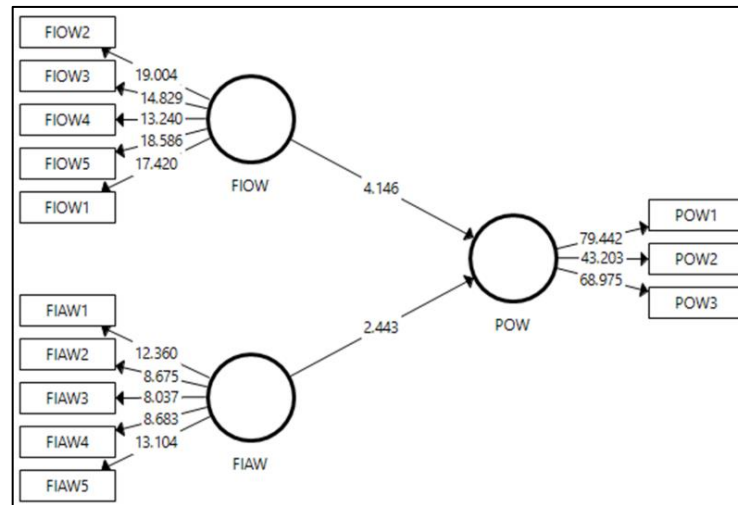 FIOW2
FIOW3
FIOW4
FIOW5
FIOW1
19.004
14.829
13.240
18.586
17.420
FIOW
4.146
FIAW1
FIAW2
FIAW3
FIAW4
FIAW5
12.360
8.675
8.037
8.683
13.104
FIAW
2.443
POW
79.442
43.203
68.975
POW1
POW2
POW3